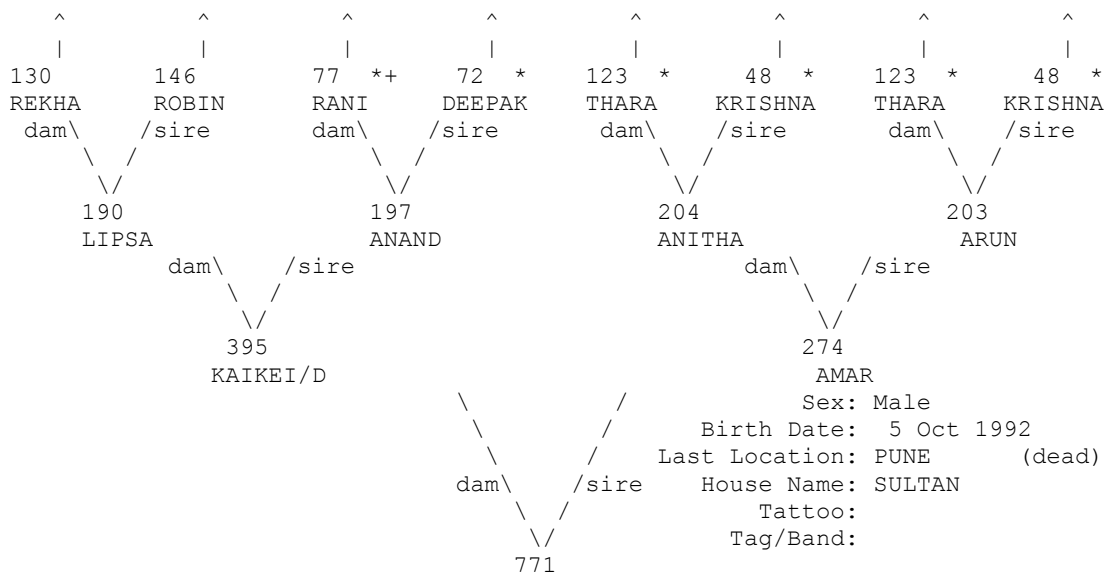 ^ ^ ^ ^ ^ ^ ^ ^
| | | | | | | |
130 146 77 *+ 72 * 123 * 48 * 123 * 48 *
REKHA ROBIN RANI DEEPAK THARA KRISHNA THARA KRISHNA
dam\ /sire dam\ /sire dam\ /sire dam\ /sire
\ / \ / \ / \ /
\/ \/ \/ \/
190 197 204 203
LIPSA ANAND ANITHA ARUN
dam\ /sire dam\ /sire
\ / \ /
\/ \/
395 274
KAIKEI/D AMAR
\ / Sex: Male
\ / Birth Date: 5 Oct 1992
\ / Last Location: PUNE (dead)
dam\ /sire House Name: SULTAN
\ / Tattoo:
\/ Tag/Band:
771